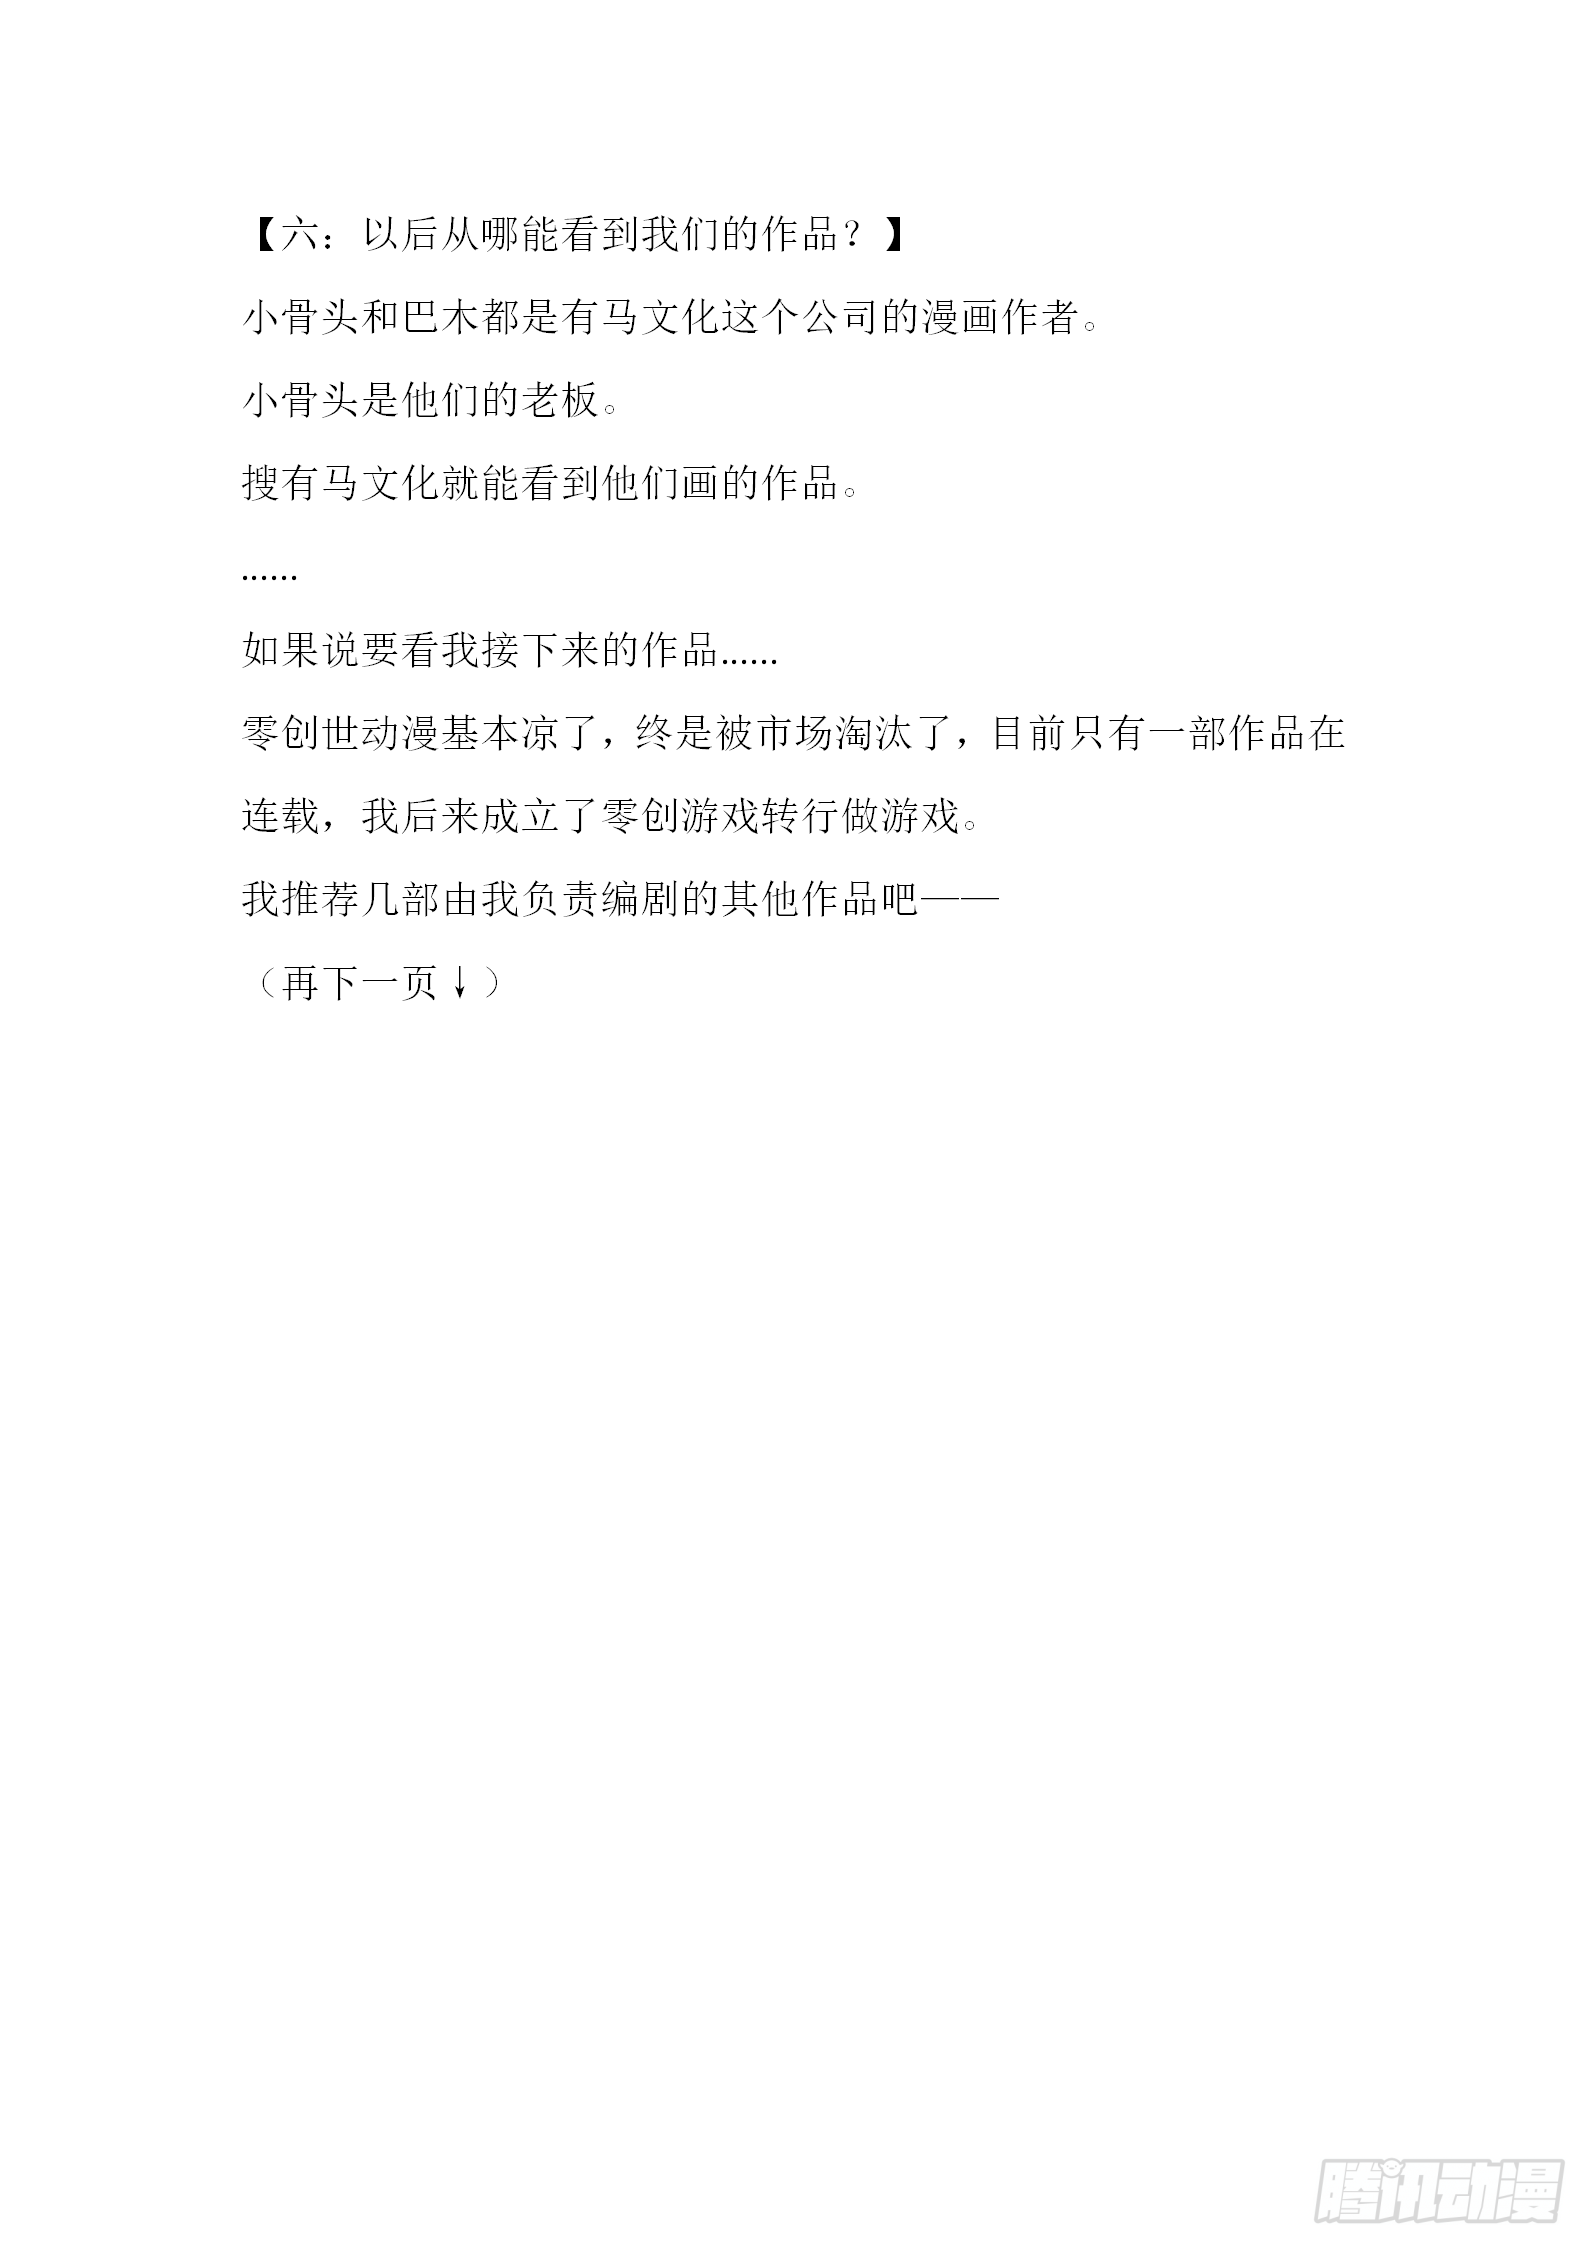 【六：以后从哪能看到我们的作品？】
小骨头和巴木都是有马文化这个公司的漫画作者。
小骨头是他们的老板。
搜有马文化就能看到他们画的作品。
......
如果说要看我接下来的作品......
零创世动漫基本凉了，终是被市场淘汰了，目前只有一部作品在
连载，我后来成立了零创游戏转行做游戏。
我推荐几部由我负责编剧的其他作品吧——
（再下一页↓）
腾讯动漫